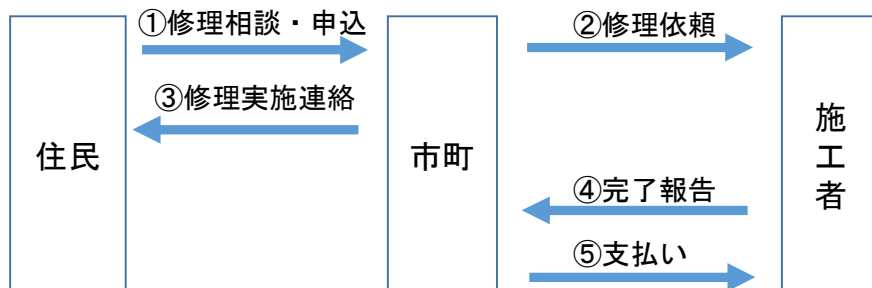 ①修理相談・申込
②修理依頼
③修理実施連絡
住民
市町
施工者
④完了報告
⑤支払い